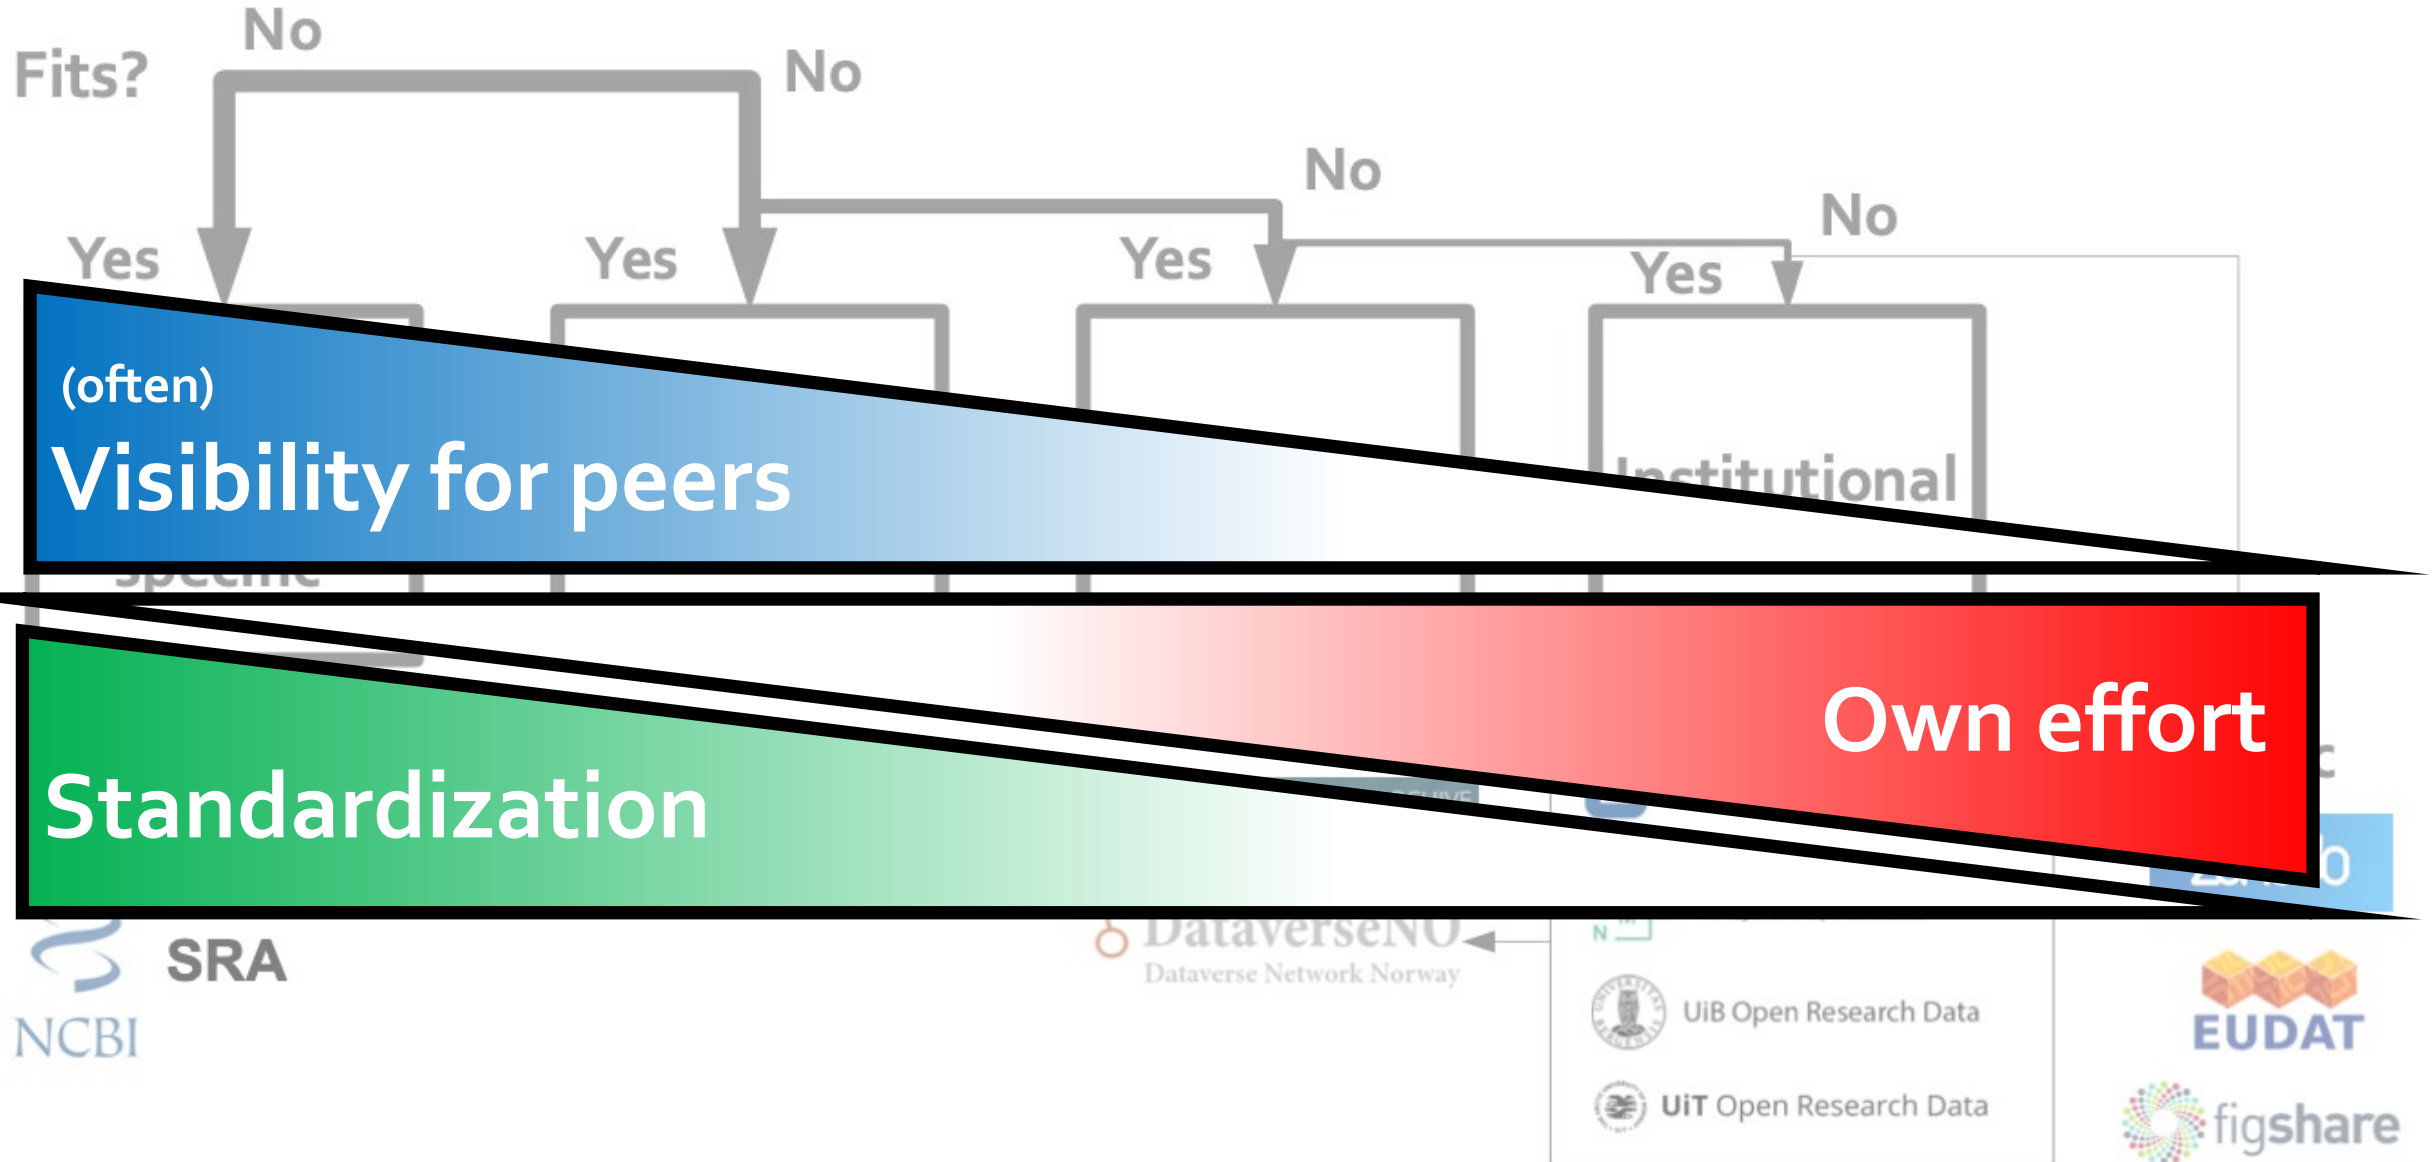 No
Fits?
No
No
No
Yes
Yes
Yes
Yes
(often)
Visibility for peers
Institutional
specific
Own effort
Standardization
DataverseNO
Dataverse Network Norway
SRA
NCBI
UiB Open Research Data
EUDAT
UiT Open Research Data
figshare